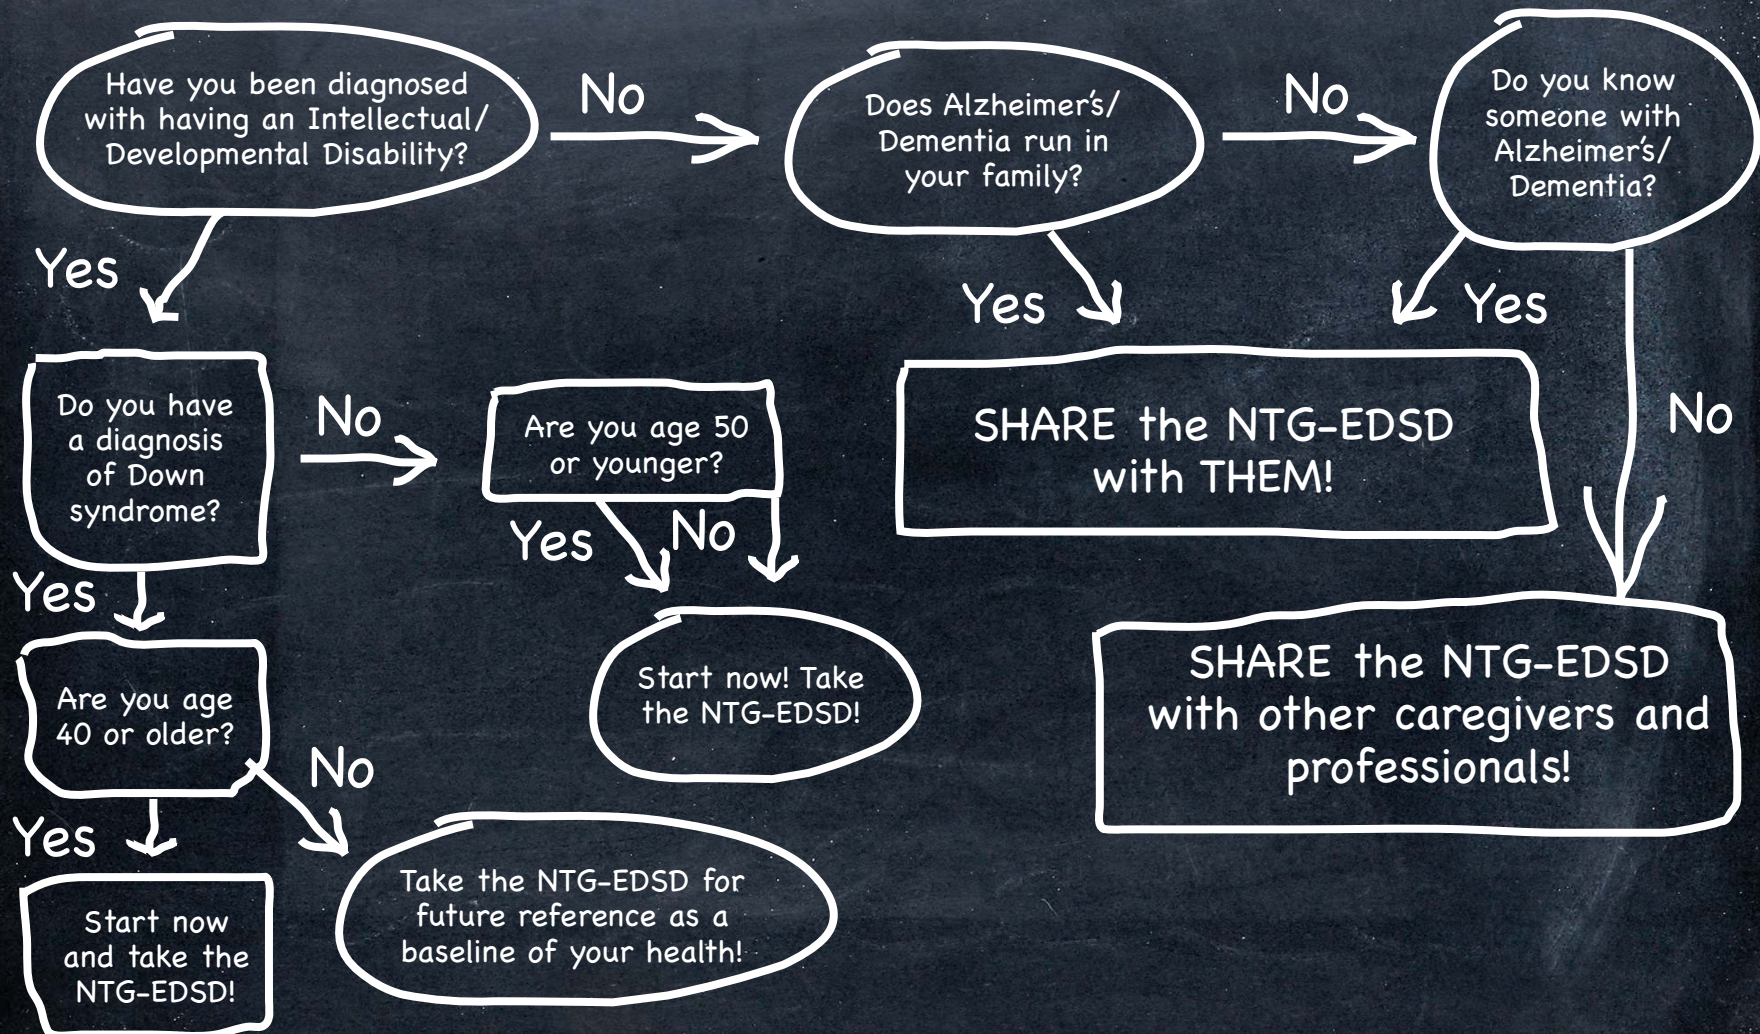 Have you been diagnosed
with having an Intellectual/
Developmental Disability?
No
Does Alzheimer's/
Dementia run in
your family?
No
Do you know
someone with
Alzheimer's/
Dementia?
Yes
Yes
Yes
No
Do you have
a diagnosis
of Down
syndrome?
No
Are you age 50
or younger?
SHARE the NTG-EDSD
with THEM!
Yes
No
Yes
Are you age
40 or older?
Start now! Take
the NTG-EDSD!
SHARE the NTG-EDSD
with other caregivers and
professionals!
No
Yes
Take the NTG-EDSD for
future reference as a
baseline of your health!
Start now
and take the
NTG-EDSD!